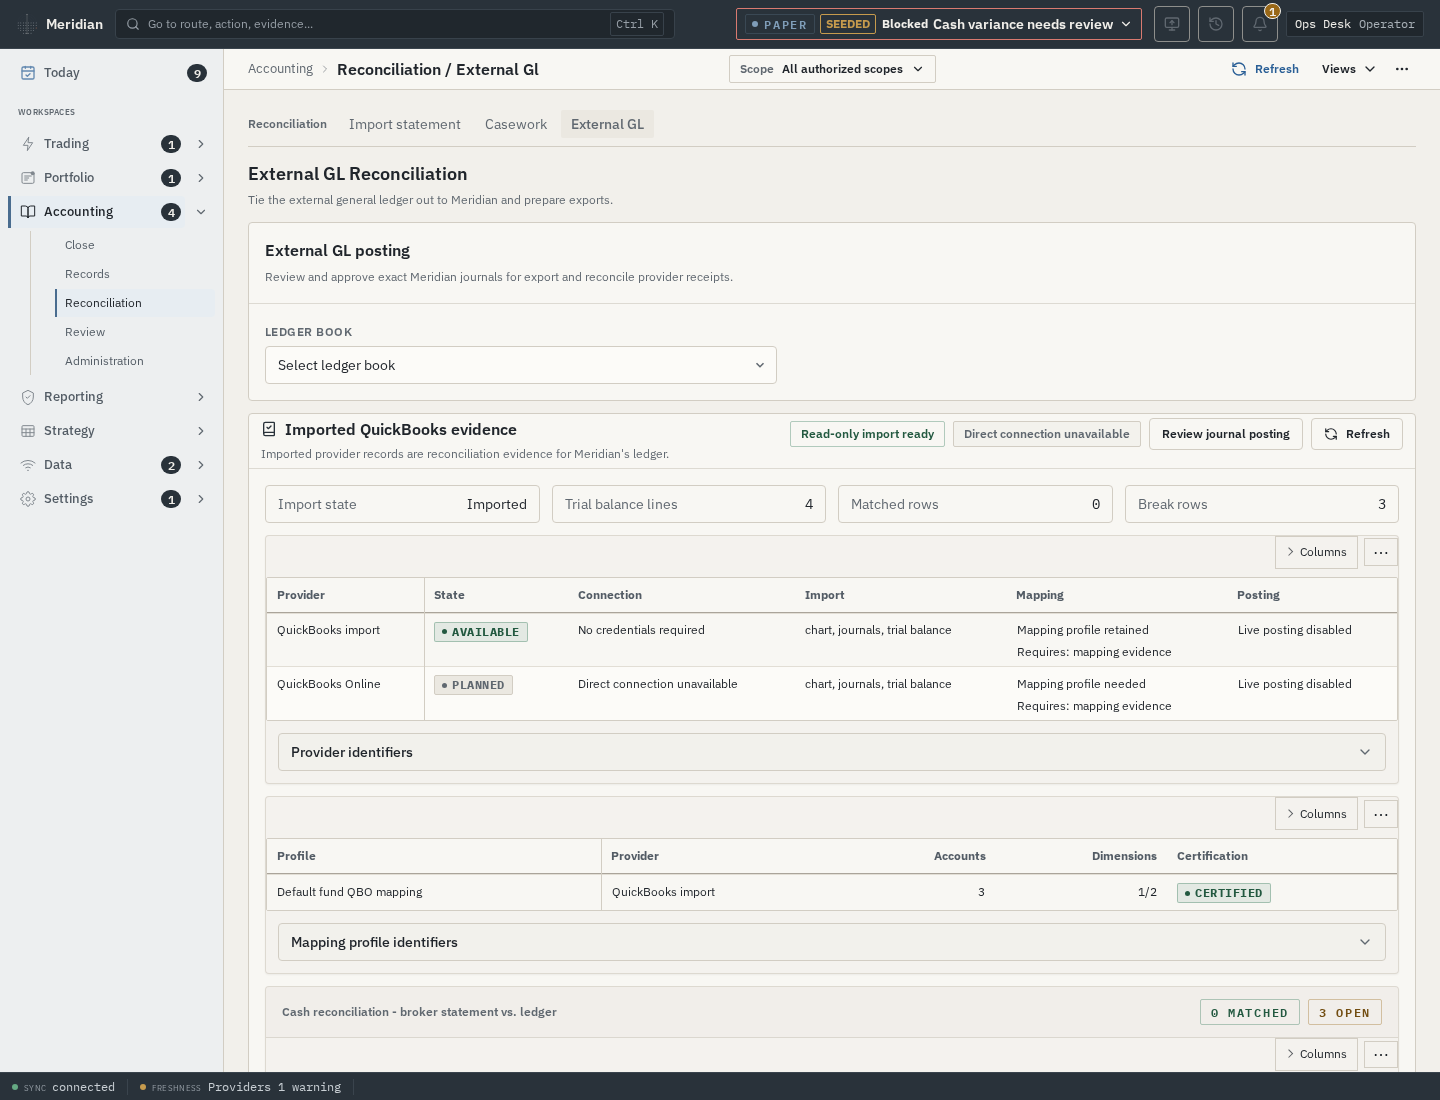 Meridian
Go to route, action, evidence...
Ctrl K
PAPER
SEEDED
Blocked Cash variance needs review
1
Ops Desk Operator
Today
9
WORKSPACES
Trading
1
Portfolio
1
Accounting
4
Close
Records
Reconciliation
Review
Administration
Reporting
Strategy
Data
2
Settings
1
Accounting
Reconciliation / External Gl
Scope All authorized scopes
Refresh
Views
Reconciliation
Import statement
Casework
External GL
External GL Reconciliation
Tie the external general ledger out to Meridian and prepare exports.
External GL posting
Review and approve exact Meridian journals for export and reconcile provider receipts.
LEDGER BOOK
Select ledger book
Imported QuickBooks evidence
Imported provider records are reconciliation evidence for Meridian's ledger.
Read-only import ready
Direct connection unavailable
Review journal posting
Refresh
Import state Imported
Trial balance lines 4
Matched rows 0
Break rows 3
Columns
Provider State Connection Import Mapping Posting
QuickBooks import AVAILABLE No credentials required chart, journals, trial balance Mapping profile retained Live posting disabled
Requires: mapping evidence
QuickBooks Online PLANNED Direct connection unavailable chart, journals, trial balance Mapping profile needed Live posting disabled
Requires: mapping evidence
Provider identifiers
Columns
Profile Provider Accounts Dimensions Certification
Default fund QBO mapping QuickBooks import 3 1/2 CERTIFIED
Mapping profile identifiers
Cash reconciliation - broker statement vs. ledger
0 MATCHED
3 OPEN
Columns
SYNC connected
FRESHNESS Providers 1 warning